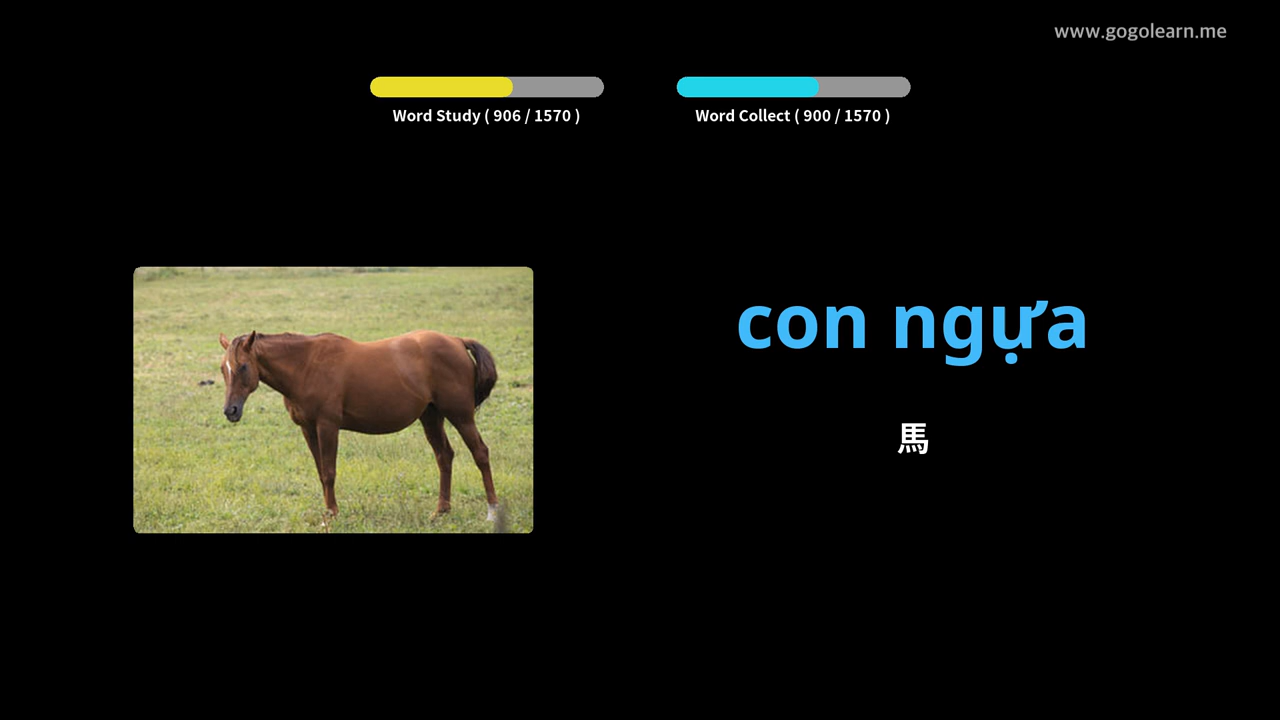 www.gogolearn.me
Word Study ( 906 / 1570 )
Word Collect ( 900 / 1570 )
con ngựa
馬